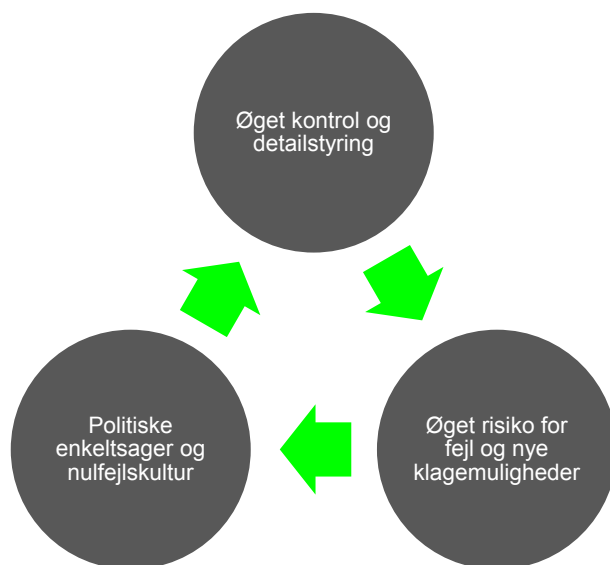 Øget kontrol og
detailstyring
Politiske
enkeltsager og
nulfejlskultur
Øget risiko for
fejl og nye
klagemuligheder